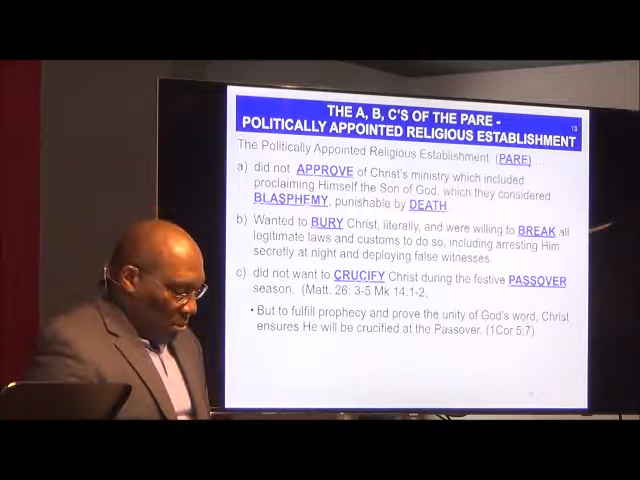 THE A, B, C'S OF THE PARE -
POLITICALLY APPOINTED RELIGIOUS ESTABLISHMENT
13
The Politically Appointed Religious Establishment (PARE) ...
a) did not APPROVE of Christ's ministry which included
proclaiming Himself the Son of God, which they considered
BLASPHEMY, punishable by DEATH
b) Wanted to BURY Christ, literally, and were willing to BREAK all
legitimate laws and customs to do so, including arresting Him
secretly at night and deploying false witnesses.
c) did not want to CRUCIFY Christ during the festive PASSOVER
season. (Matt. 26: 3-5 Mk 14.1-2,
• But to fulfill prophecy and prove the unity of God's word, Christ
ensures He will be crucified at the Passover. (1Cor 5:7)